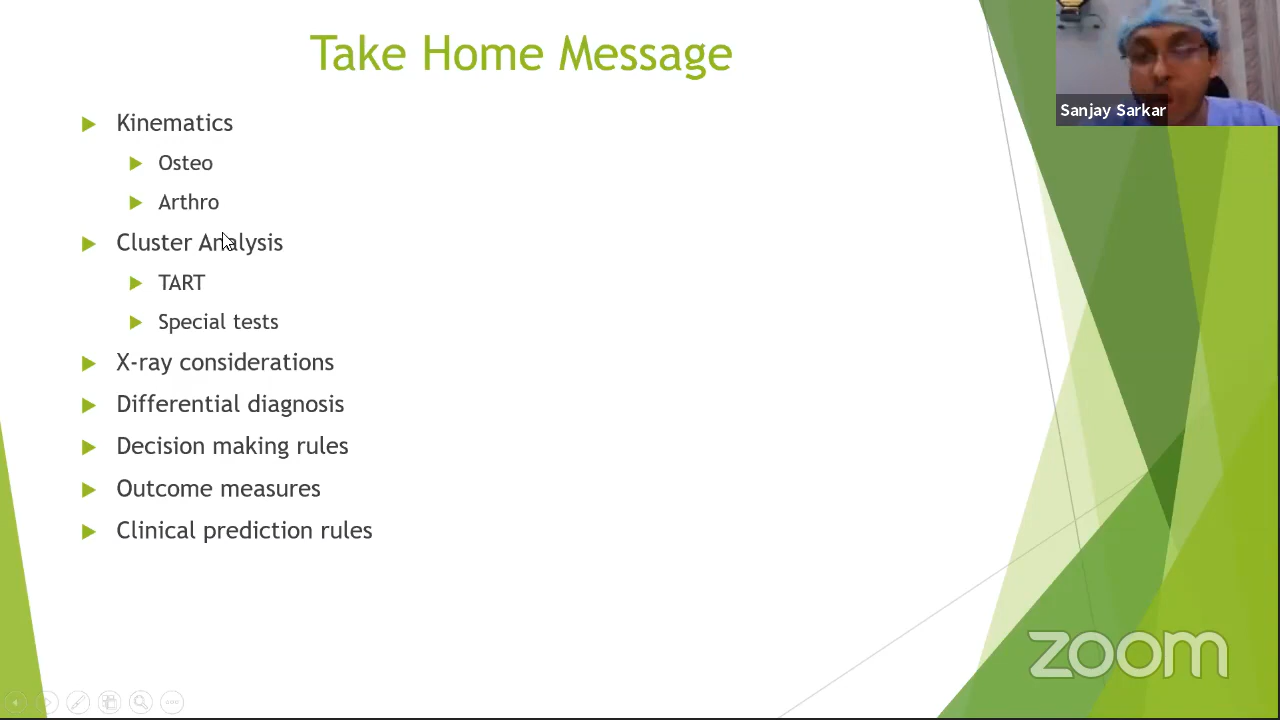 Take Home Message
Sanjay Sarkar
Kinematics
Osteo
Arthro
Cluster Analysis
TART
Special tests
X-ray considerations
Differential diagnosis
Decision making rules
Outcome measures
Clinical prediction rules
zoom